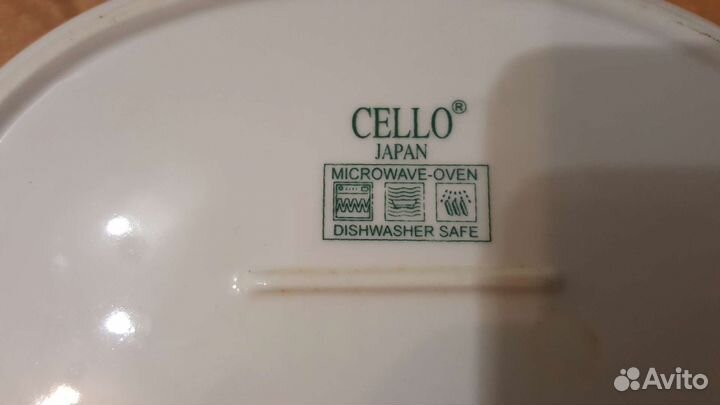 CELLO®
JAPAN
MICROWAVE-OVEN
DISHWASHER SAFE
Avito